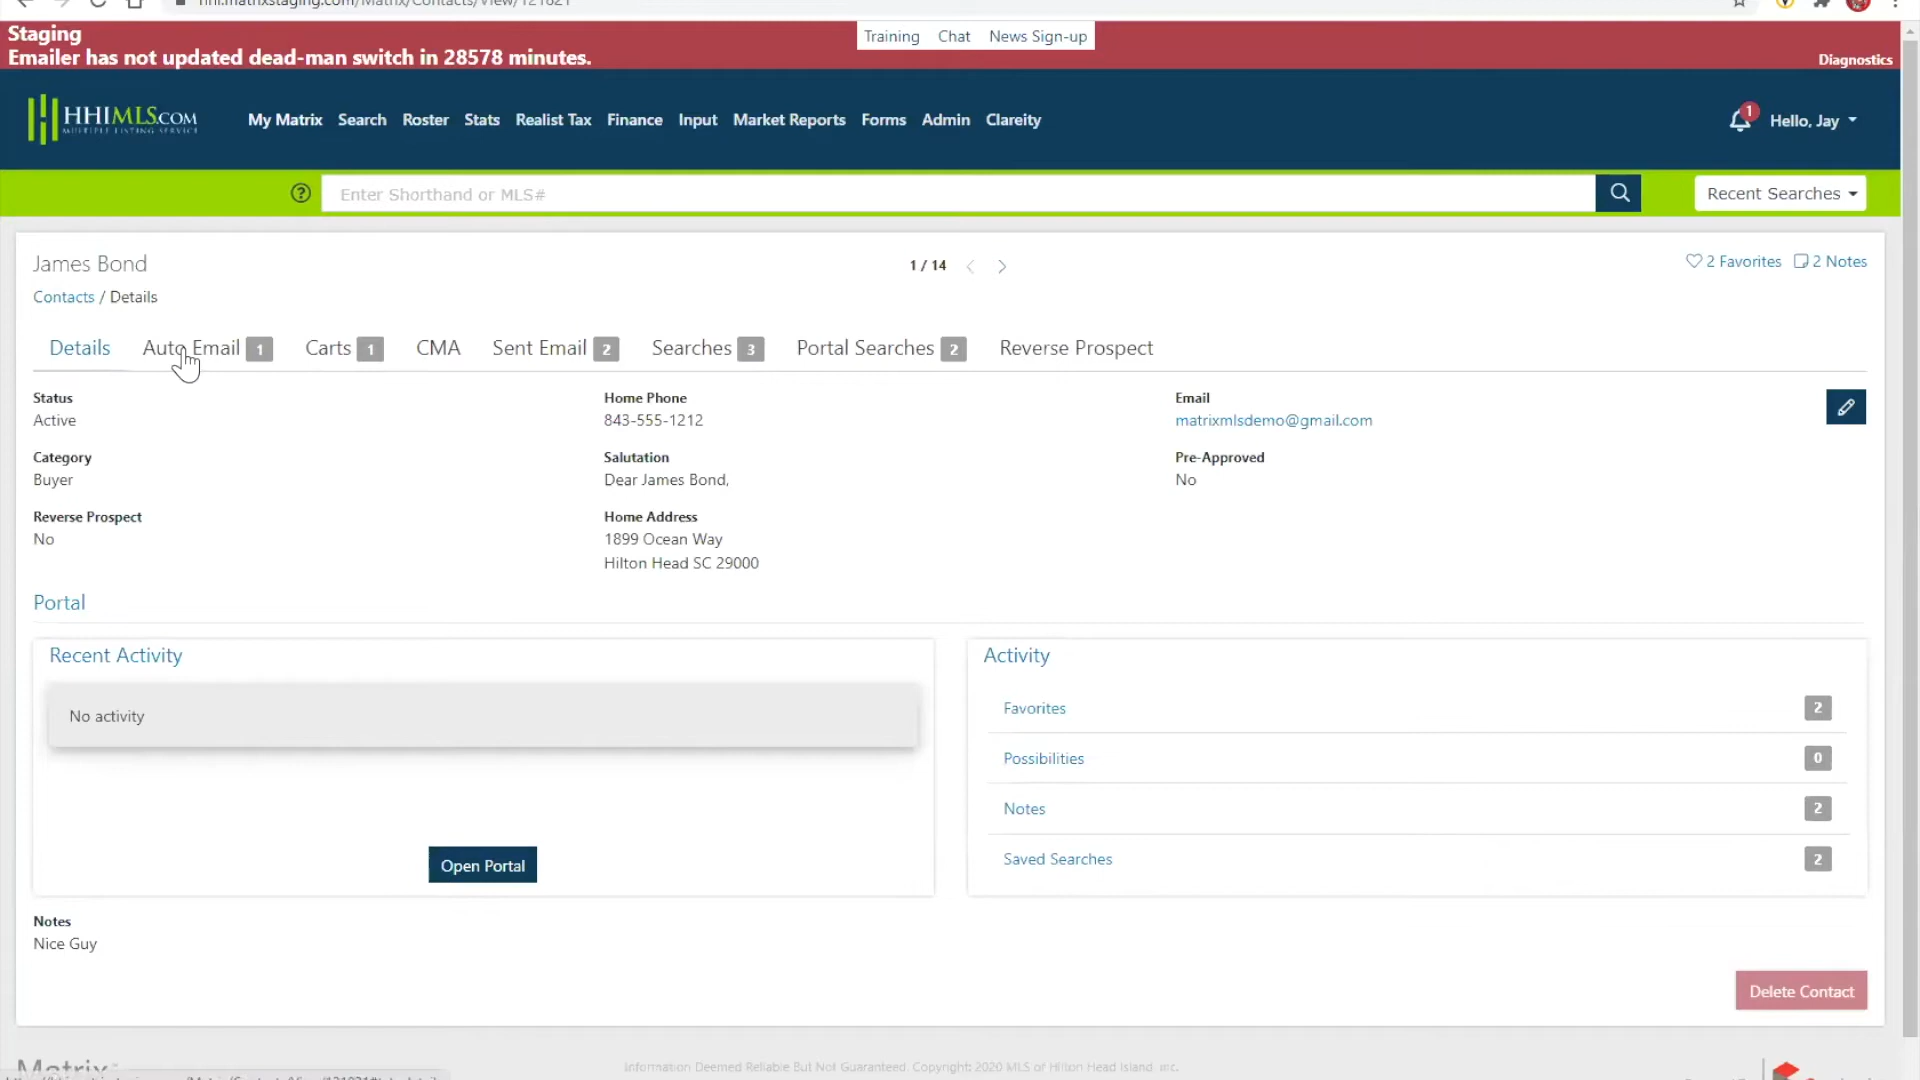 Staging
Emailer has not updated dead-man switch in 28578 minutes.
Training Chat News Sign-up
Diagnostics
HHIMLS.COM
MULTIPLE LISTING SERVICE
My Matrix Search Roster Stats Realist Tax Finance Input Market Reports Forms Admin Clareity
1
Hello, Jay
Enter Shorthand or MLS#
Recent Searches
James Bond
1 / 14
2 Favorites 2 Notes
Contacts / Details
Details Auto Email 1 Carts 1 CMA Sent Email 2 Searches 3 Portal Searches 2 Reverse Prospect
Status
Active
Home Phone
843-555-1212
Email
matrixmlsdemo@gmail.com
Category
Buyer
Salutation
Dear James Bond,
Pre-Approved
No
Reverse Prospect
No
Home Address
1899 Ocean Way
Hilton Head SC 29000
Portal
Recent Activity
No activity
Open Portal
Activity
Favorites 2
Possibilities 0
Notes 2
Saved Searches 2
Notes
Nice Guy
Delete Contact
Matrix
Information Deemed Reliable But Not Guaranteed. Copyright: 2020 MLS of Hilton Head Island, Inc.